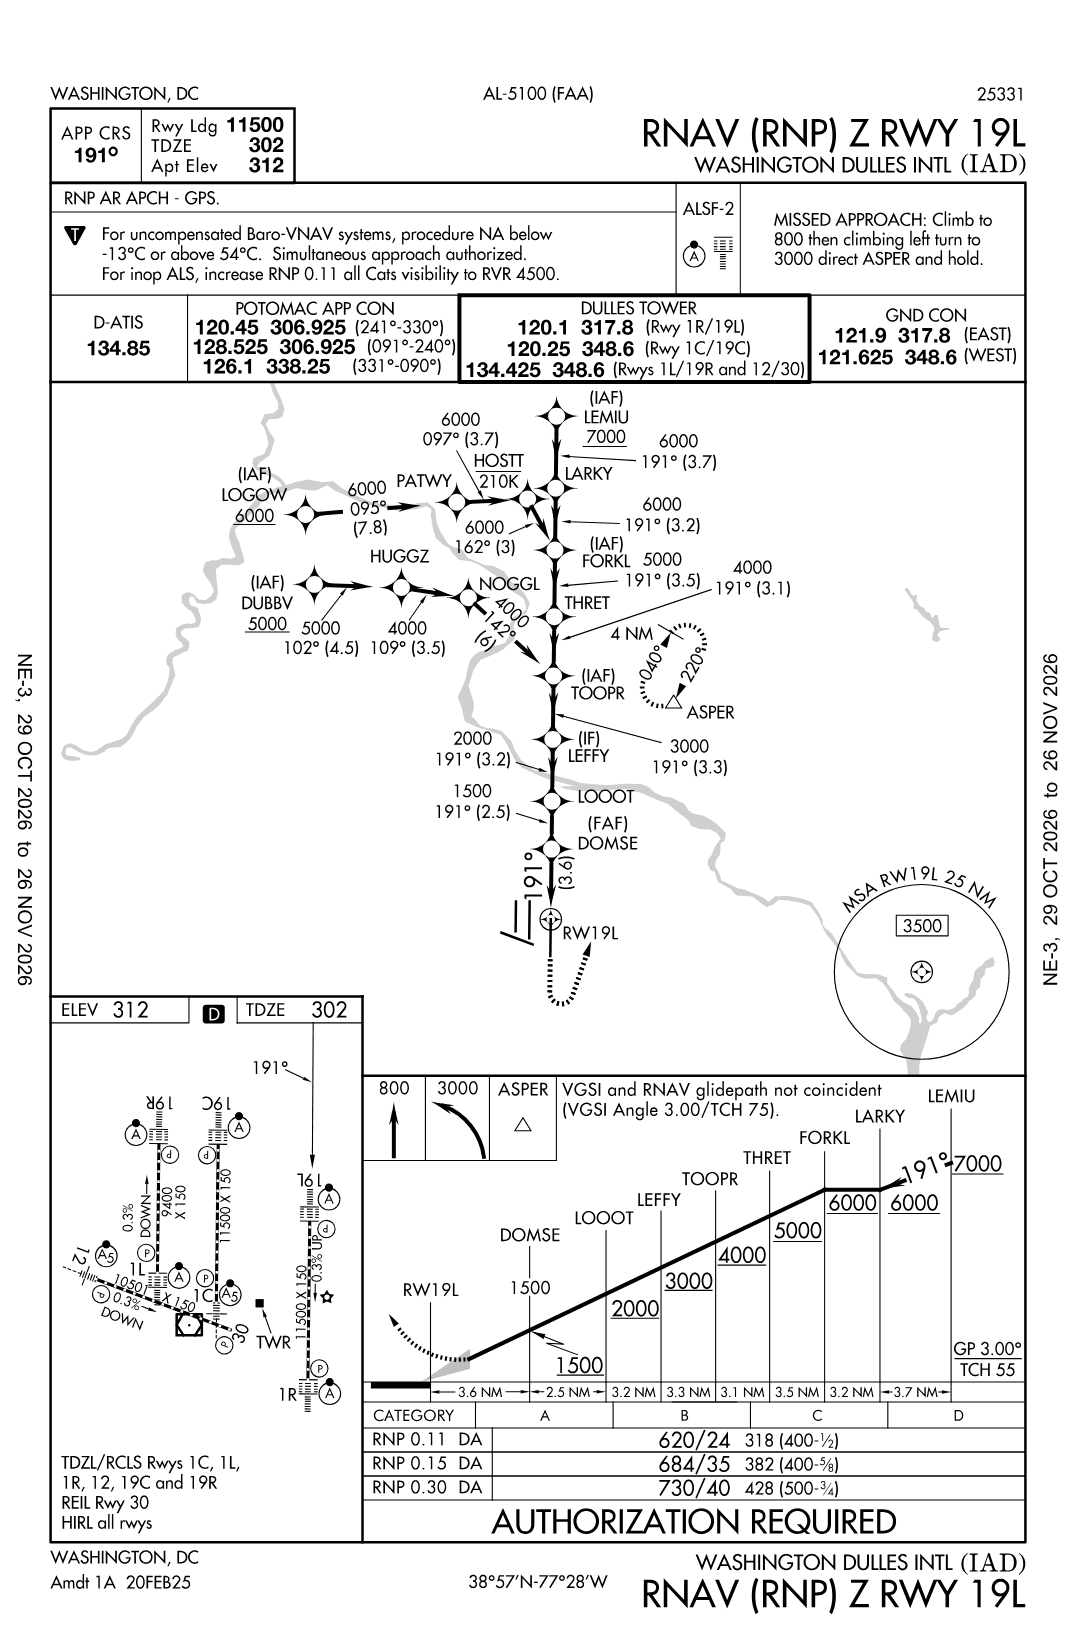 WASHINGTON, DC
AL-5100 (FAA)
25331
APP CRS
191°
Rwy Ldg 11500
TDZE 302
Apt Elev 312
RNAV (RNP) Z RWY 19L
WASHINGTON DULLES INTL (IAD)
RNP AR APCH - GPS.
T
For uncompensated Baro-VNAV systems, procedure NA below
-13°C or above 54°C. Simultaneous approach authorized.
For inop ALS, increase RNP 0.11 all Cats visibility to RVR 4500.
ALSF-2
A
MISSED APPROACH: Climb to
800 then climbing left turn to
3000 direct ASPER and hold.
D-ATIS
134.85
POTOMAC APP CON
120.45 306.925 (241°-330°)
128.525 306.925 (091°-240°)
126.1 338.25 (331°-090°)
DULLES TOWER
120.1 317.8 (Rwy 1R/19L)
120.25 348.6 (Rwy 1C/19C)
134.425 348.6 (Rwys 1L/19R and 12/30)
GND CON
121.9 317.8 (EAST)
121.625 348.6 (WEST)
(IAF)
LEMIU
7000
6000
097° (3.7)
6000
191° (3.7)
HOSTT
210K
LARKY
PATWY
(IAF)
LOGOW
6000
6000
095°
(7.8)
6000
162° (3)
6000
191° (3.2)
(IAF)
FORKL
5000
191° (3.5)
4000
191° (3.1)
HUGGZ
NOGGL
(IAF)
DUBBV
5000
5000
102° (4.5)
4000
109° (3.5)
4000
142°
(6)
THRET
4 NM
040°
220°
ASPER
(IAF)
TOOPR
(IF)
LEFFY
3000
191° (3.3)
2000
191° (3.2)
1500
191° (2.5)
LOOOT
(FAF)
DOMSE
191°
(3.6)
RW19L
MSA RW19L 25 NM
3500
NE-3, 29 OCT 2026 to 26 NOV 2026
NE-3, 29 OCT 2026 to 26 NOV 2026
ELEV 312
D
TDZE 302
191°
19R
19C
19L
A
A
A
P
P
P
0.3%
DOWN
9400
X 150
11500 X 150
0.3% UP
11500 X 150
12
A5
P
1L
A
P
1C
A5
P
10501 X 150
P
0.3%
DOWN
30
P
TWR
1R
A
TDZL/RCLS Rwys 1C, 1L,
1R, 12, 19C and 19R
REIL Rwy 30
HIRL all rwys
800
3000
ASPER
VGSI and RNAV glidepath not coincident
(VGSI Angle 3.00/TCH 75).
LEMIU
LARKY
FORKL
THRET
TOOPR
LEFFY
LOOOT
DOMSE
RW19L
191°
7000
6000
6000
5000
4000
3000
2000
1500
1500
GP 3.00°
TCH 55
3.6 NM
2.5 NM
3.2 NM
3.3 NM
3.1 NM
3.5 NM
3.2 NM
3.7 NM
CATEGORY A B C D
RNP 0.11 DA 620/24 318 (400-½)
RNP 0.15 DA 684/35 382 (400-⅝)
RNP 0.30 DA 730/40 428 (500-¾)
AUTHORIZATION REQUIRED
WASHINGTON, DC
Amdt 1A 20FEB25
38°57'N-77°28'W
WASHINGTON DULLES INTL (IAD)
RNAV (RNP) Z RWY 19L